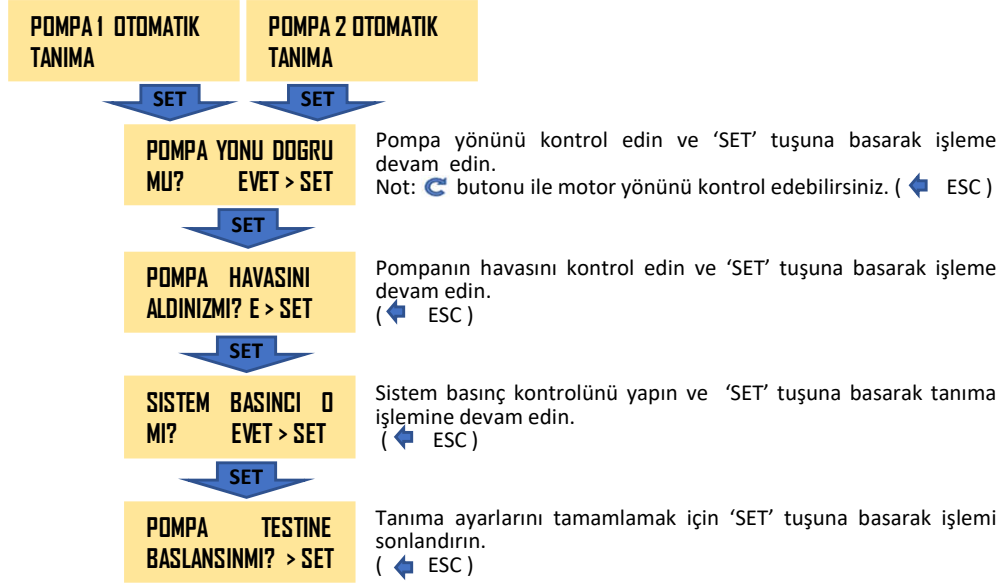 POMPA 1 OTOMATIK
TANIMA
POMPA 2 OTOMATIK
TANIMA
SET
SET
POMPA YONU DOGRU
MU? EVET > SET
Pompa yönünü kontrol edin ve ‘SET’ tuşuna basarak işleme
devam edin.
Not: butonu ile motor yönünü kontrol edebilirsiniz. ( ESC )
SET
POMPA HAVASINI
ALDINIZMI? E > SET
Pompanın havasını kontrol edin ve ‘SET’ tuşuna basarak işleme
devam edin.
( ESC )
SET
SISTEM BASINCI 0
MI? EVET > SET
Sistem basınç kontrolünü yapın ve ‘SET’ tuşuna basarak tanıma
işlemine devam edin.
( ESC )
SET
POMPA TESTINE
BASLANSINMI? > SET
Tanıma ayarlarını tamamlamak için ‘SET’ tuşuna basarak işlemi
sonlandırın.
( ESC )